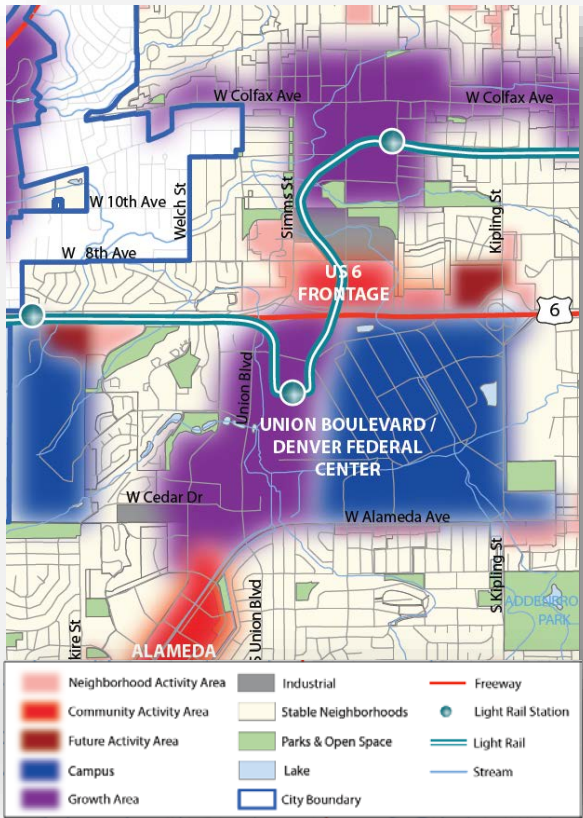 W Colfax Ave
W Colfax Ave
W 10th Ave
Welch St
Simms St
Kipling St
W 8th Ave
US 6
FRONTAGE
6
Union Blvd
UNION BOULEVARD /
DENVER FEDERAL
CENTER
W Cedar Dr
W Alameda Ave
S Kipling St
ADDENBRO
PARK
kire St
S Union Blvd
ALAMEDA
Neighborhood Activity Area
Community Activity Area
Future Activity Area
Campus
Growth Area
Industrial
Stable Neighborhoods
Parks & Open Space
Lake
City Boundary
Freeway
Light Rail Station
Light Rail
Stream